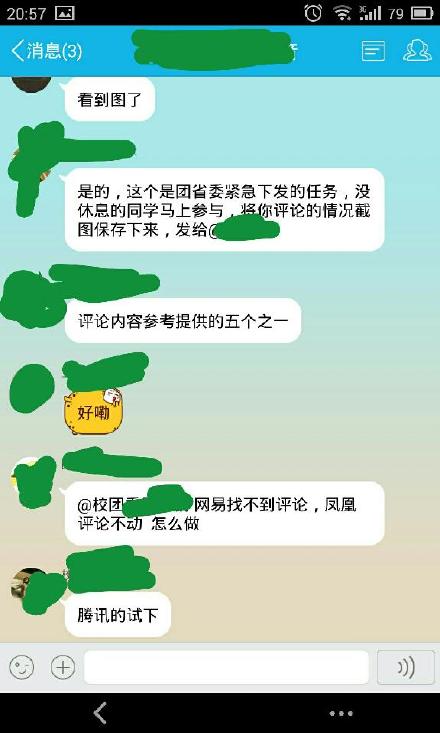 20:57
3G
79
消息(3)
看到图了
是的，这个是团省委紧急下发的任务，没
休息的同学马上参与，将你评论的情况截
图保存下来，发给@
评论内容参考提供的五个之一
好嘞
@校团 网易找不到评论，凤凰
评论不动 怎么做
腾讯的试下